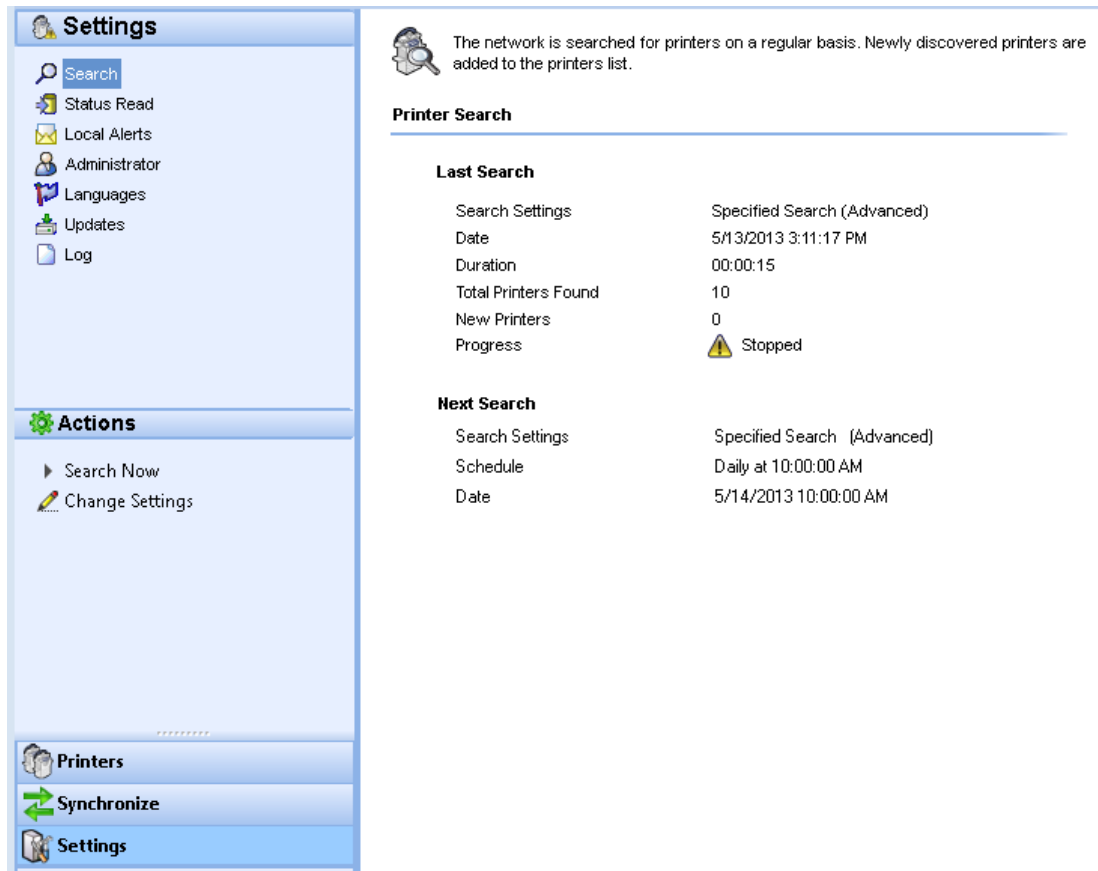 Settings
Search
Status Read
Local Alerts
Administrator
Languages
Updates
Log
Actions
Search Now
Change Settings
Printers
Synchronize
Settings
The network is searched for printers on a regular basis. Newly discovered printers are
added to the printers list.
Printer Search
Last Search
Search Settings Specified Search (Advanced)
Date 5/13/2013 3:11:17 PM
Duration 00:00:15
Total Printers Found 10
New Printers 0
Progress Stopped
Next Search
Search Settings Specified Search (Advanced)
Schedule Daily at 10:00:00 AM
Date 5/14/2013 10:00:00 AM